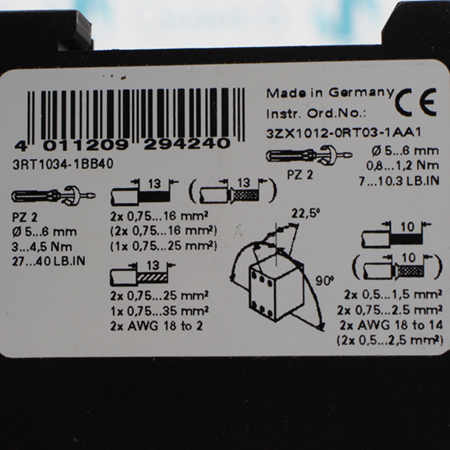 Made in Germany
Instr. Ord.No.:
CE
4 011209 294240
3ZX1012-0RT03-1AA1
3RT1034-1BB40
Ø 5...6 mm
0,8...1,2 Nm
PZ 2
7...10.3 LB.IN
13
( 13 )
PZ 2
Ø 5...6 mm
3...4,5 Nm
27...40 LB.IN
2x 0,75...16 mm²
(2x 0,75...16 mm²)
(1x 0,75...25 mm²)
13
2x 0,75...25 mm²
1x 0,75...35 mm²
2x AWG 18 to 2
22,5°
90°
10
( 10 )
2x 0,5...1,5 mm²
2x 0,75...2.5 mm²
2x AWG 18 to 14
(2x 0,5...2,5 mm²)